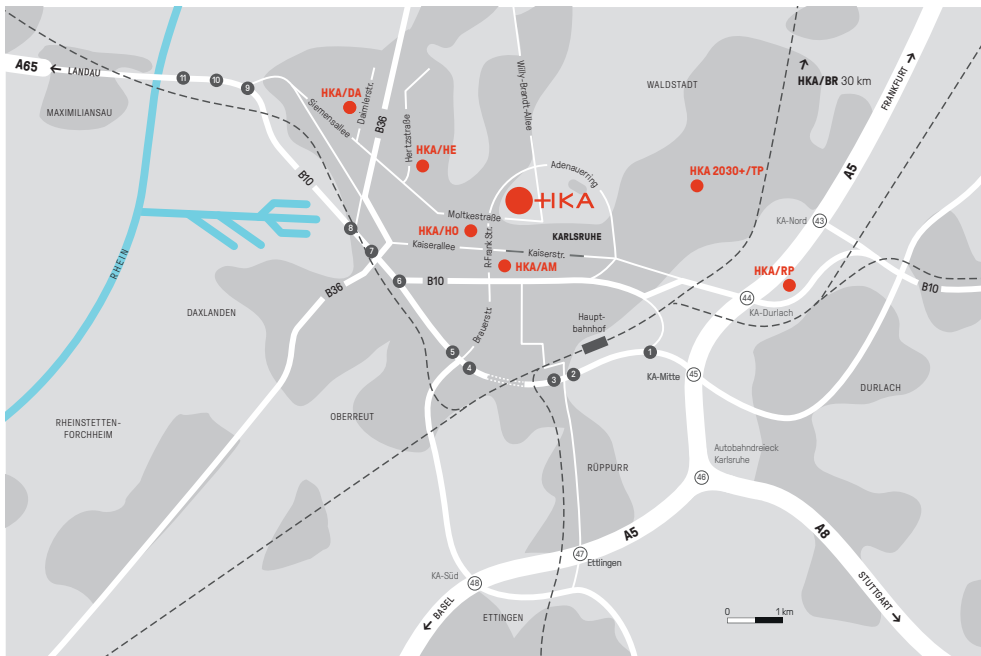 A65
← LANDAU
MAXIMILIANSAU
11
10
9
HKA/DA
Siemensallee
Daimlerstr.
B36
Hertzstraße
HKA/HE
Willy-Brandt-Allee
WALDSTADT
HKA/BR 30 km
FRANKFURT →
A5
Adenauerring
HKA 2030+/TP
HKA
B10
RHEIN
Moltkestraße
HKA/HO
Kaiserallee
R-Frank Str.
KARLSRUHE
Kaiserstr.
HKA/AM
KA-Nord
43
8
7
6
B10
HKA/RP
B10
44
KA-Durlach
B36
DAXLANDEN
Brauerstr.
Haupt-
bahnhof
5
4
3
2
1
KA-Mitte
45
DURLACH
RHEINSTETTEN-
FORCHHEIM
OBERREUT
RÜPPURR
Autobahndreieck
Karlsruhe
46
A5
A8
47
Ettlingen
KA-Süd
48
← BASEL
ETTINGEN
STUTTGART →
0 1 km